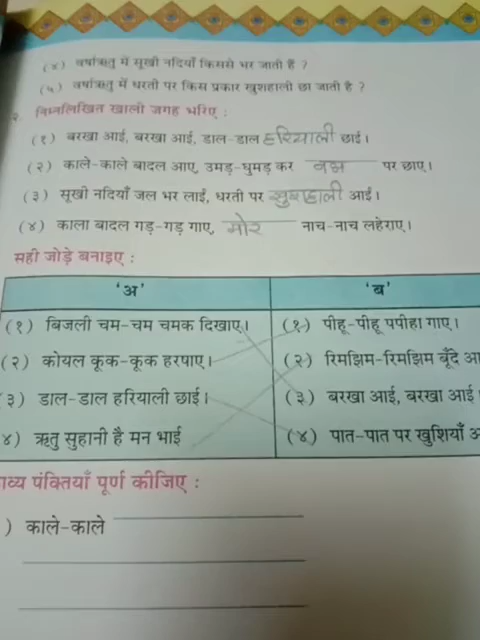 (४) वर्षाऋतु में सूखी नदियाँ किससे भर जाती हैं ?
(५) वर्षाऋतु में धरती पर किस प्रकार खुशहाली छा जाती है ?
निम्नलिखित खाली जगह भरिए :
(१) बरखा आई, बरखा आई, डाल-डाल हरियाली छाई।
(२) काले-काले बादल आए, उमड़-घुमड़ कर नभ पर छाए।
(३) सूखी नदियाँ जल भर लाईं, धरती पर खुशहाली आई।
(४) काला बादल गड़-गड़ गाए, मोर नाच-नाच लहेराए।
सही जोड़े बनाइए :
'अ' 'ब'
(१) बिजली चम-चम चमक दिखाए। (१) पीहू-पीहू पपीहा गाए।
(२) कोयल कूक-कूक हरषाए। (२) रिमझिम-रिमझिम बूँदे
३) डाल-डाल हरियाली छाई। (३) बरखा आई, बरखा आई
४) ऋतु सुहानी है मन भाई (४) पात-पात पर खुशियाँ
पंक्तियाँ पूर्ण कीजिए :
) काले-काले